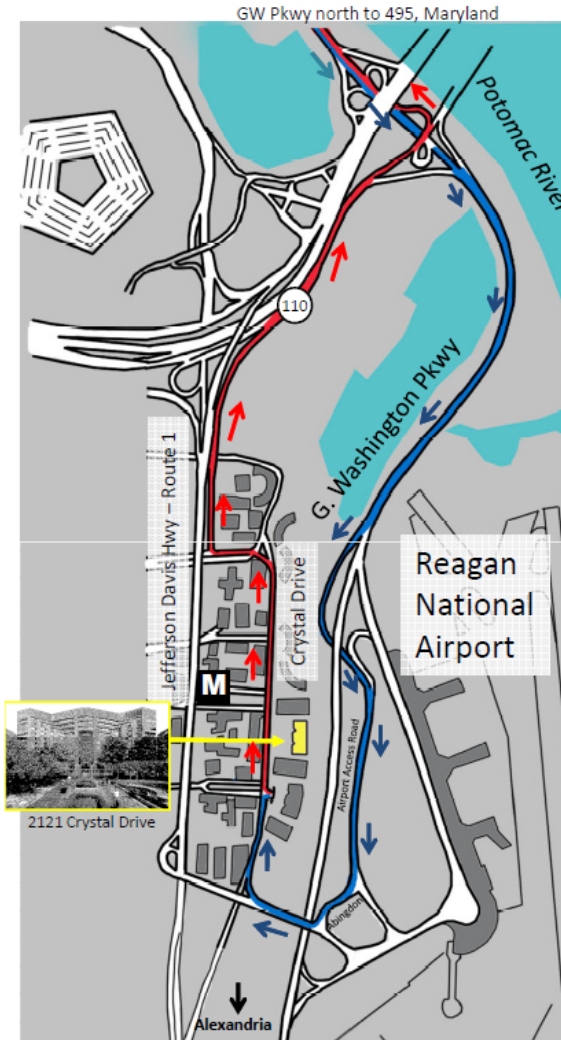 GW Pkwy north to 495, Maryland
Potomac River
110
G. Washington Pkwy
Jefferson Davis Hwy – Route 1
Crystal Drive
Reagan
National
Airport
M
2121 Crystal Drive
Airport Access Road
Abingdon
Alexandria